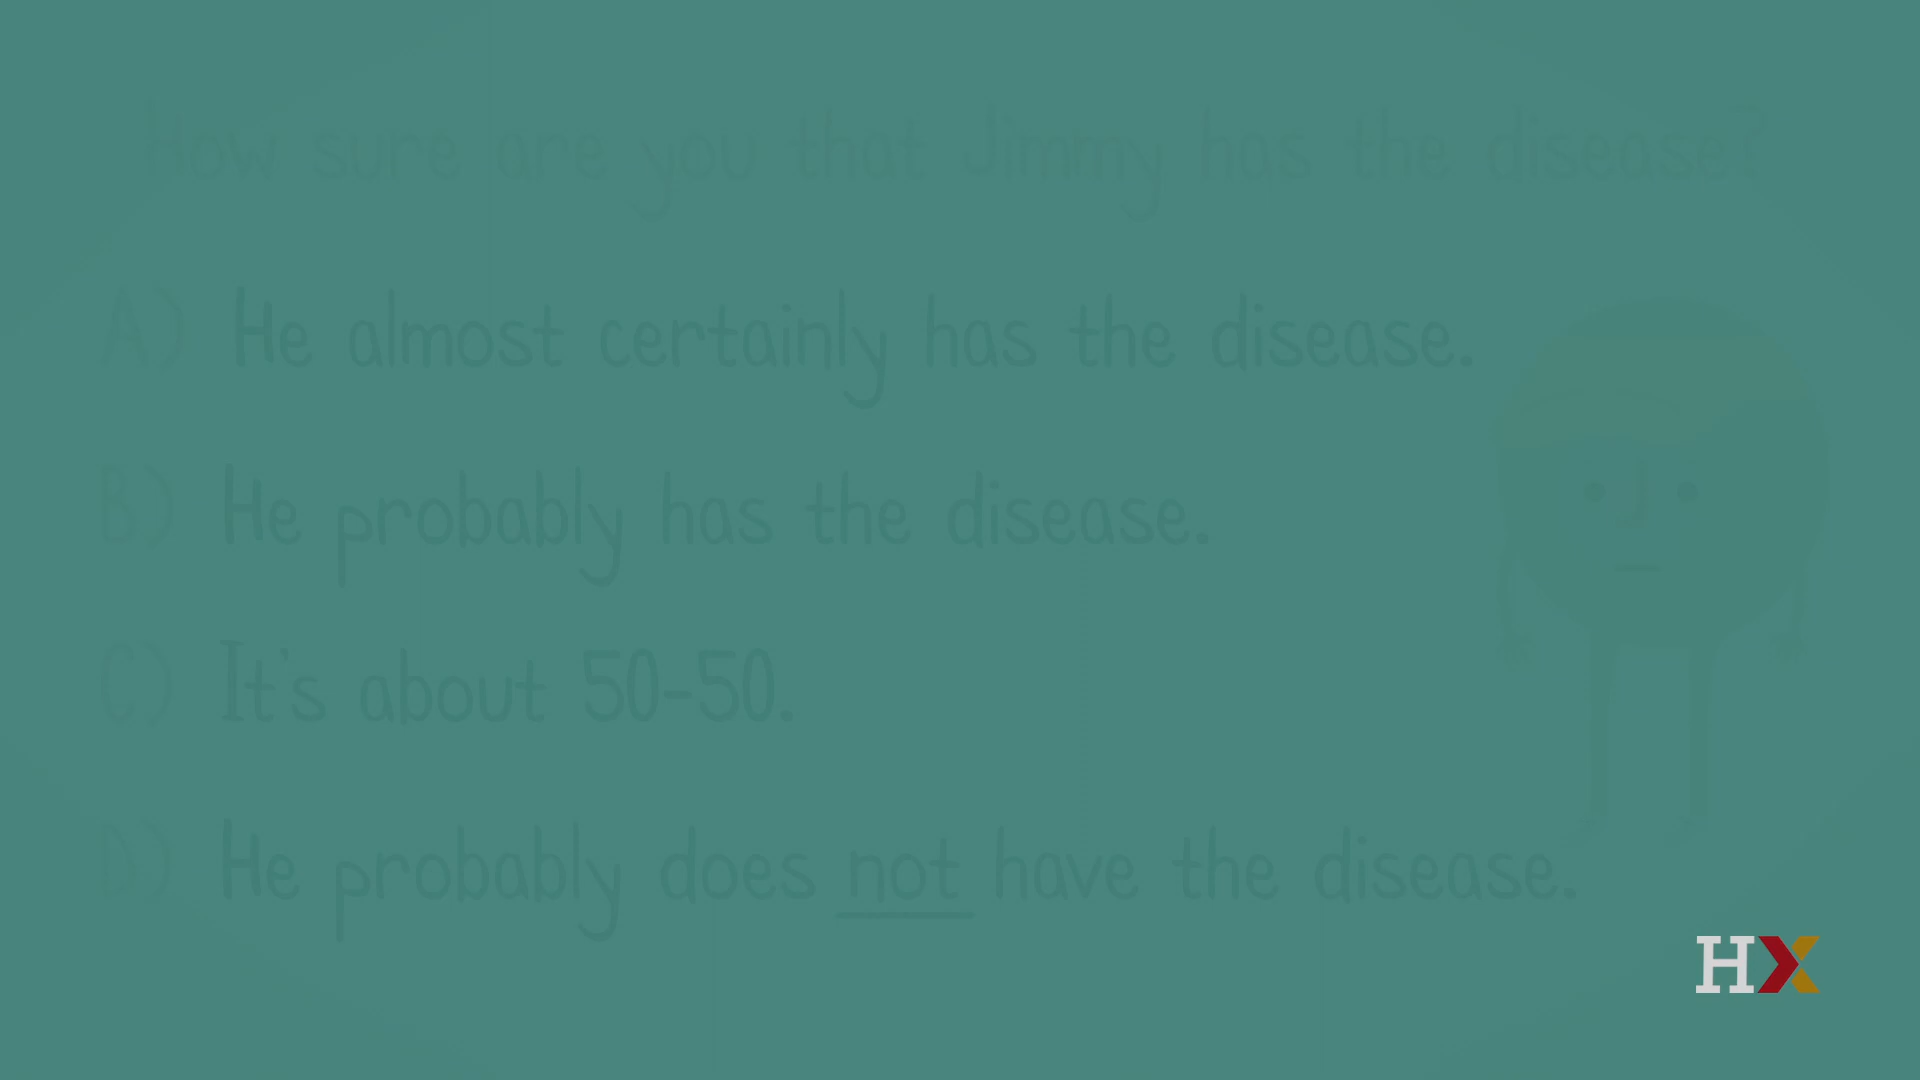 How sure are you that Jimmy has the disease?
A) He almost certainly has the disease.
B) He probably has the disease.
C) It's about 50-50.
D) He probably does not have the disease.
HX